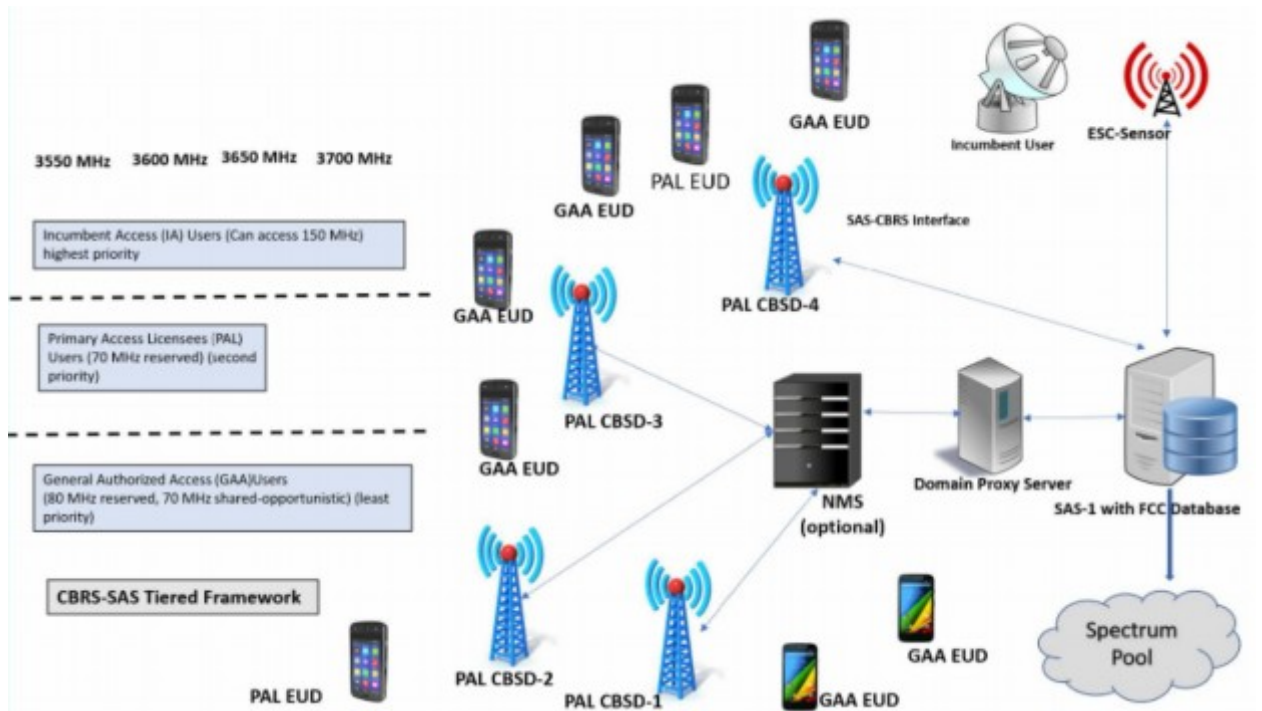 3550 MHz 3600 MHz 3650 MHz 3700 MHz
Incumbent Access (IA) Users (Can access 150 MHz)
highest priority
Primary Access Licensees (PAL)
Users (70 MHz reserved) (second
priority)
General Authorized Access (GAA)Users
(80 MHz reserved, 70 MHz shared-opportunistic) (least
priority)
CBRS-SAS Tiered Framework
GAA EUD
PAL EUD
GAA EUD
GAA EUD
GAA EUD
PAL EUD
GAA EUD
GAA EUD
Incumbent User
ESC-Sensor
SAS-CBRS Interface
PAL CBSD-4
PAL CBSD-3
PAL CBSD-2
PAL CBSD-1
NMS
(optional)
Domain Proxy Server
SAS-1 with FCC Database
Spectrum
Pool